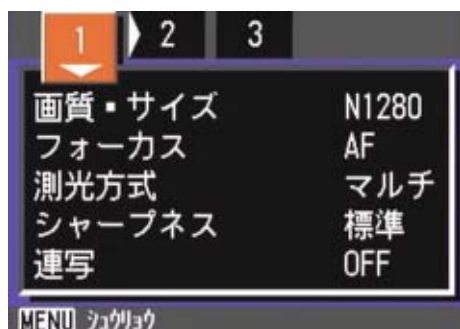 1 2 3
画質・サイズ N1280
フォーカス AF
測光方式 マルチ
シャープネス 標準
連写 OFF
MENU シュウリョウ